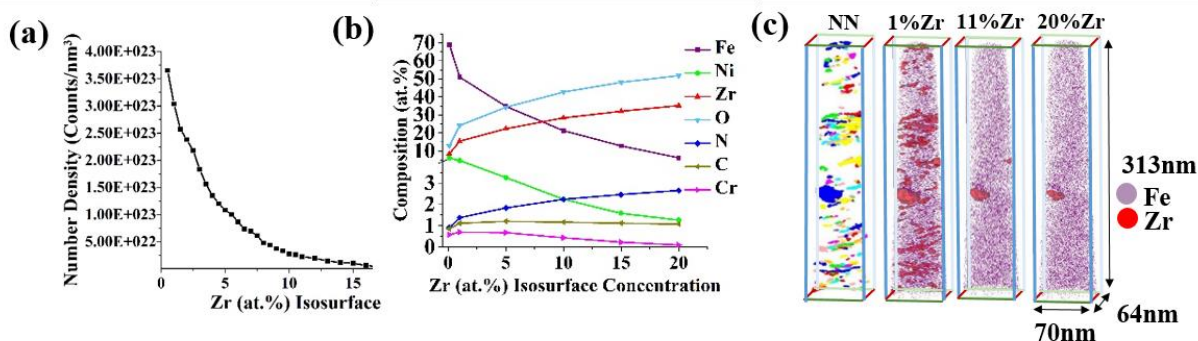 (a)
Number Density (Counts/nm³)
4.00E+023
3.50E+023
3.00E+023
2.50E+023
2.00E+023
1.50E+023
1.00E+023
5.00E+022
0 5 10 15
Zr (at.%) Isosurface
(b)
Composition (at.%)
70
60
50
40
30
20
10
3
2
1
0
0 5 10 15 20
Zr (at.%) Isosurface Concentration
Fe
Ni
Zr
O
N
C
Cr
(c)
NN 1%Zr 11%Zr 20%Zr
313nm
Fe
Zr
64nm
70nm